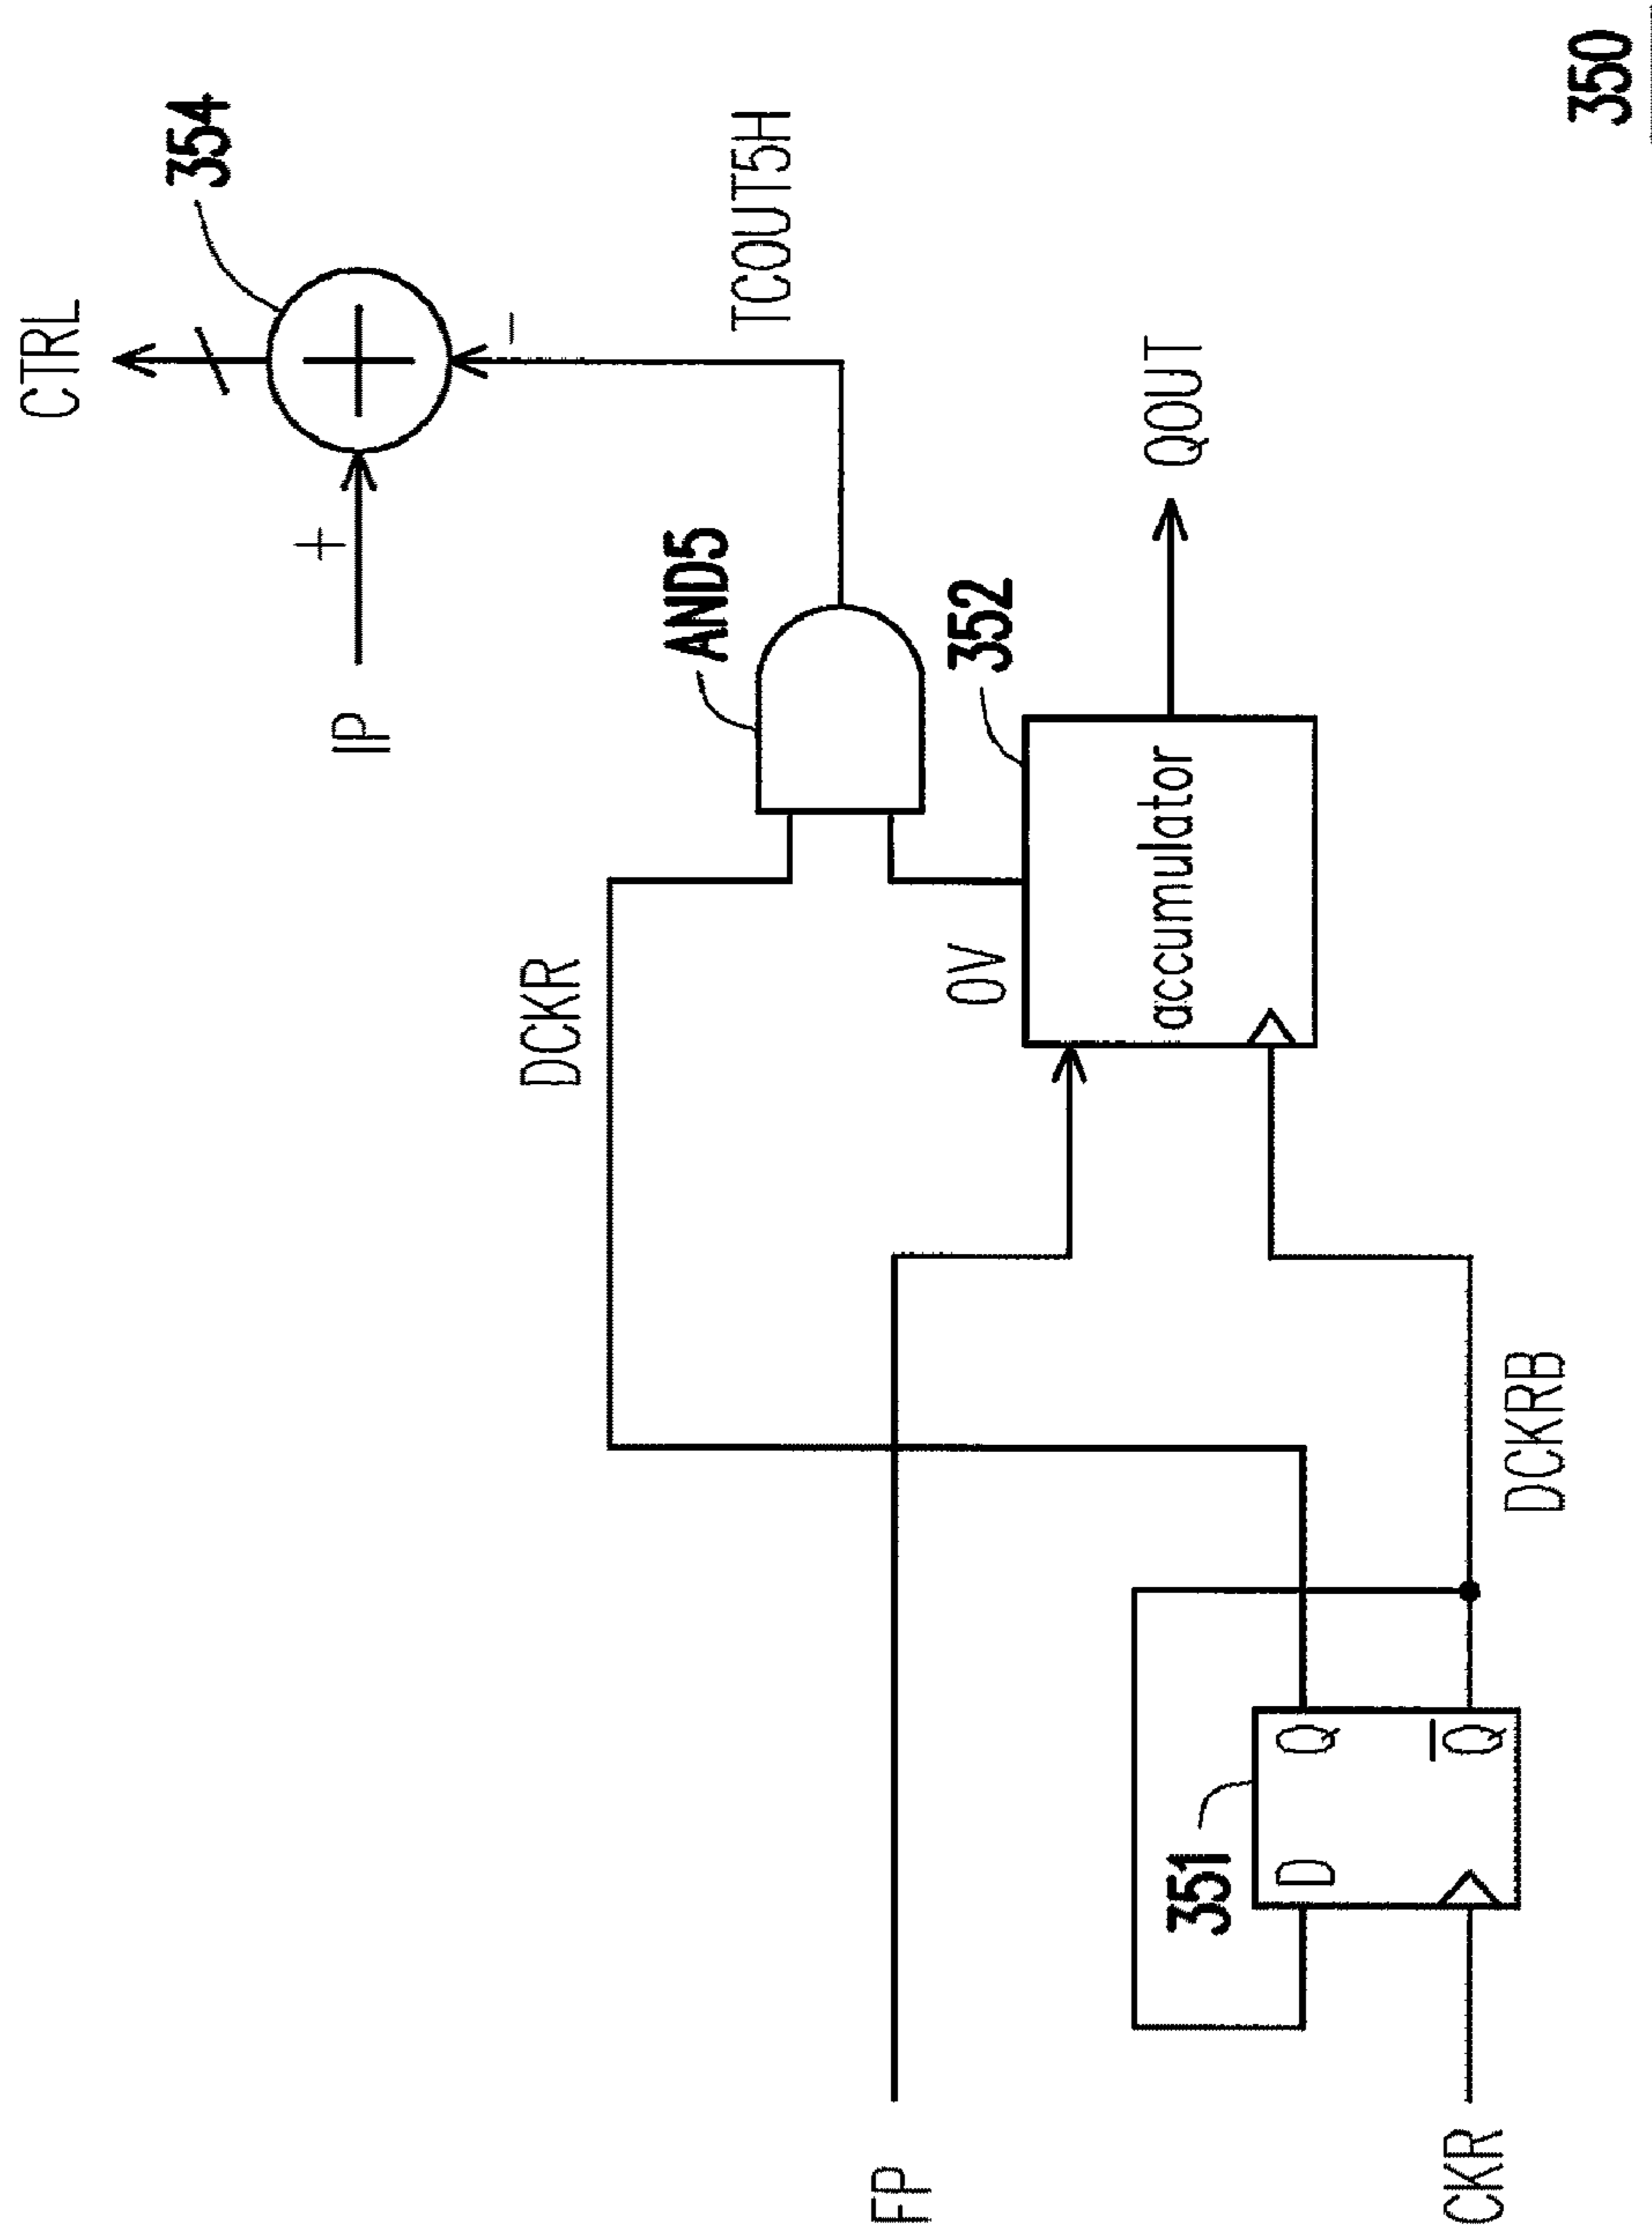 CTRL
354
IP
+
-
TCOUT5H
DCKR
AND5
OV
352
accumulator
QOUT
FP
351
D
Q
Q̅
DCKRB
CKR
350